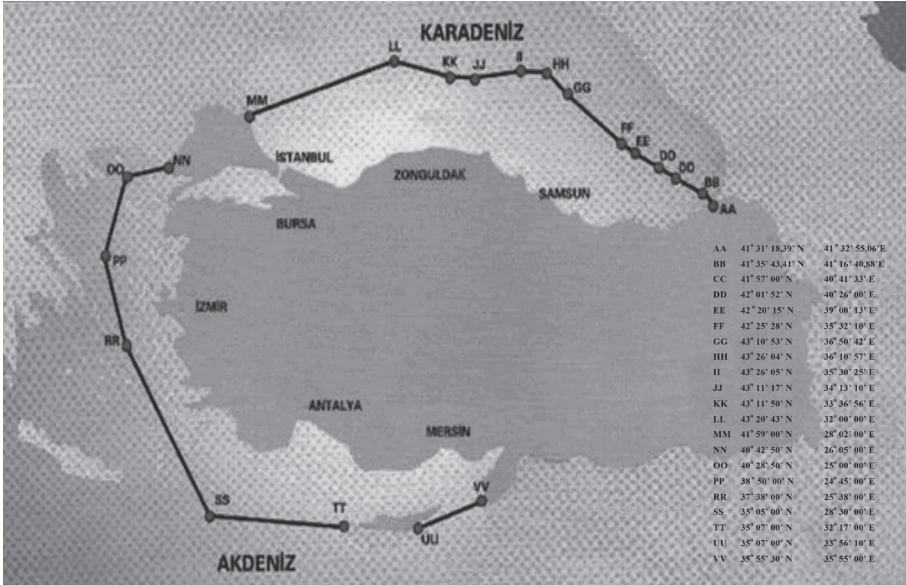 KARADENİZ
LL
KK
JJ
II
HH
GG
MM
FF
EE
DD
DD
BB
AA
NN
OO
PP
RR
SS
TT
UU
VV
İSTANBUL
ZONGULDAK
SAMSUN
BURSA
İZMİR
ANTALYA
MERSİN
AKDENİZ
AA 41° 31' 18,39' N 41° 32' 55,06'E
BB 41° 35' 43,41' N 41° 16' 40,88'E
CC 41° 57' 00' N 40° 41' 33' E
DD 42° 01' 52' N 40° 26' 00' E
EE 42° 20' 15' N 39° 00' 13' E
FF 42° 25' 28' N 35° 32' 10' E
GG 43° 10' 53' N 36° 50' 42' E
HH 43° 26' 04' N 36° 10' 57' E
II 43° 26' 05' N 35° 30' 25' E
JJ 43° 11' 17' N 34° 13' 10' E
KK 43° 11' 50' N 33° 36' 56' E
LL 43° 20' 43' N 32° 00' 00' E
MM 41° 59' 00' N 28° 02' 00' E
NN 40° 42' 50' N 26° 05' 00' E
OO 40° 28' 50' N 25° 00' 00' E
PP 38° 50' 00' N 24° 45' 00' E
RR 37° 38' 00' N 25° 38' 00' E
SS 35° 05' 00' N 28° 30' 00' E
TT 35° 07' 00' N 32° 17' 00' E
UU 35° 07' 00' N 33° 56' 10' E
VV 35° 55' 30' N 35° 55' 00' E